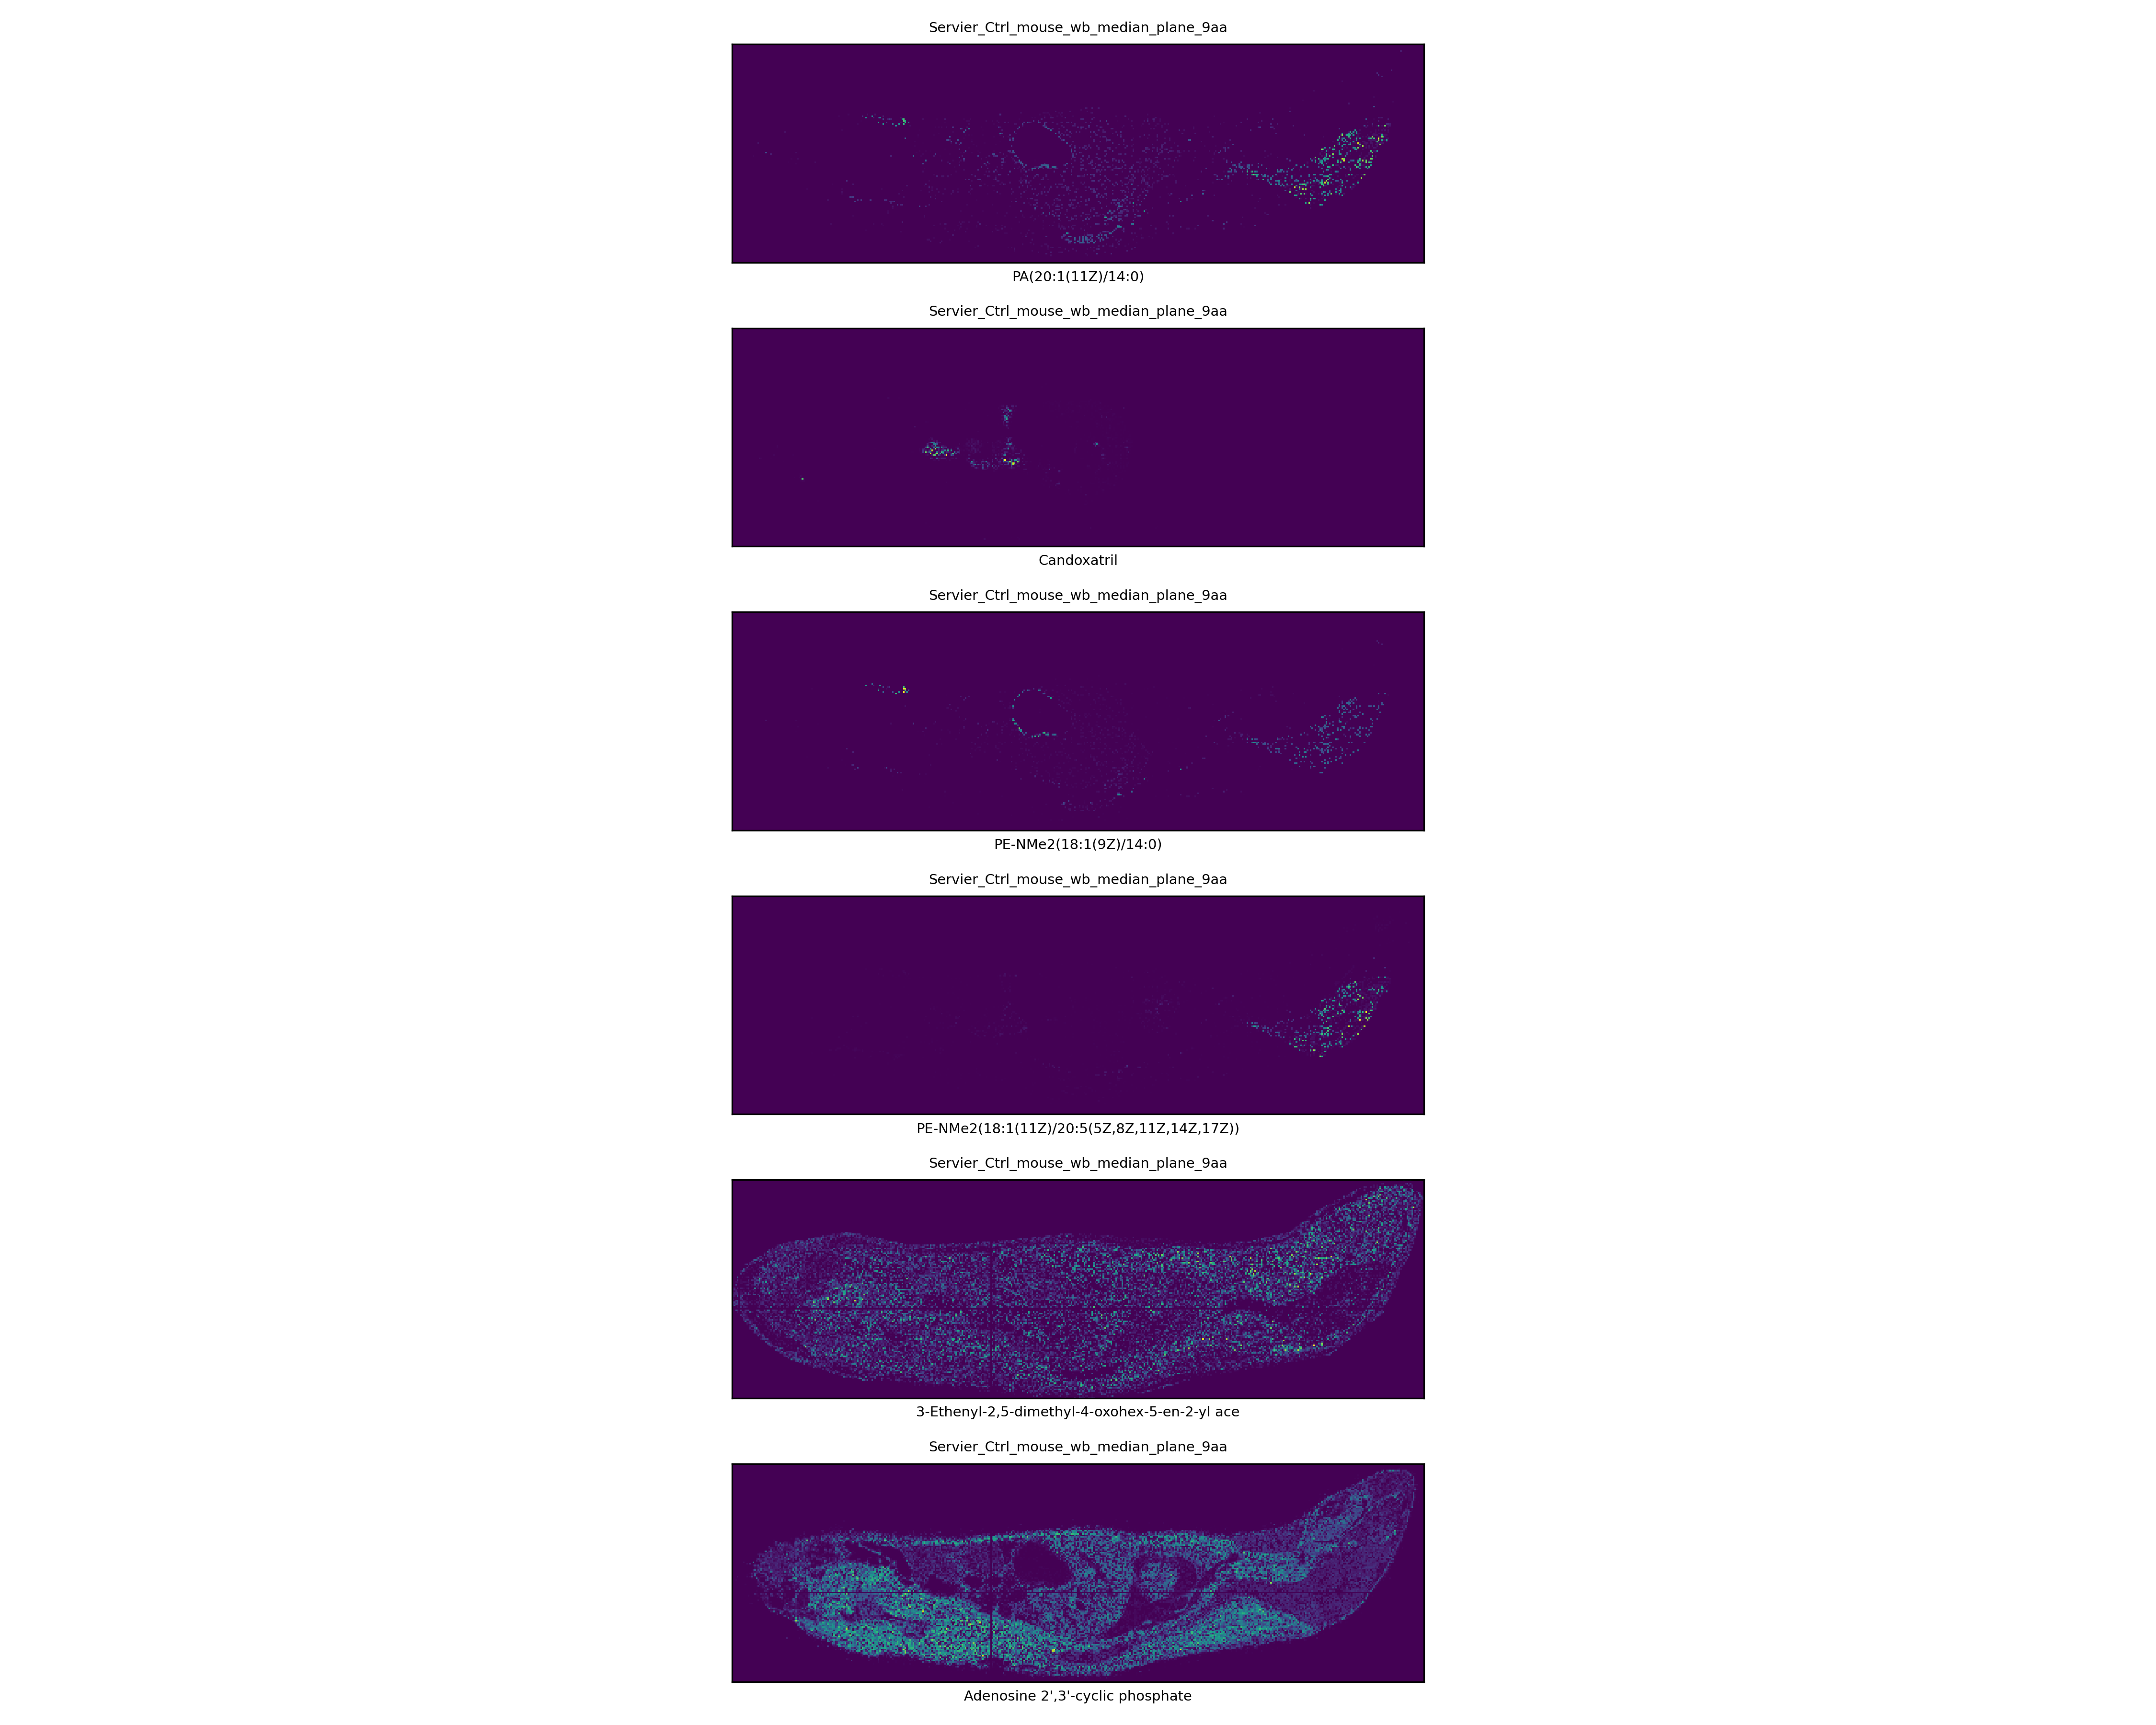 Servier_Ctrl_mouse_wb_median_plane_9aa
PA(20:1(11Z)/14:0)
Servier_Ctrl_mouse_wb_median_plane_9aa
Candoxatril
Servier_Ctrl_mouse_wb_median_plane_9aa
PE-NMe2(18:1(9Z)/14:0)
Servier_Ctrl_mouse_wb_median_plane_9aa
PE-NMe2(18:1(11Z)/20:5(5Z,8Z,11Z,14Z,17Z))
Servier_Ctrl_mouse_wb_median_plane_9aa
3-Ethenyl-2,5-dimethyl-4-oxohex-5-en-2-yl ace
Servier_Ctrl_mouse_wb_median_plane_9aa
Adenosine 2',3'-cyclic phosphate